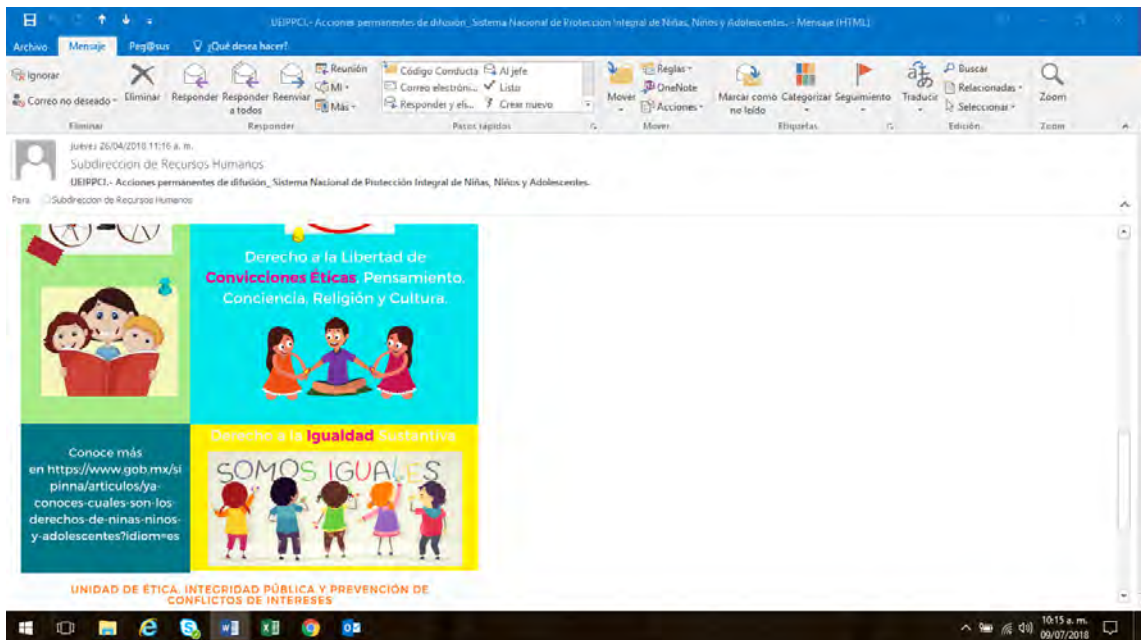 UEIPPCI.- Acciones permanentes de difusión_ Sistema Nacional de Protección Integral de Niñas, Niños y Adolescentes. - Mensaje (HTML)
Archivo Mensaje Peg@sus ¿Qué desea hacer?
Ignorar
Correo no deseado
Eliminar
Responder
Responder a todos
Reenviar
Reunión
MI
Más
Código Conducta
Correo electróni...
Responder y eli...
Al jefe
Listo
Crear nuevo
Mover
Reglas
OneNote
Acciones
Marcar como no leído
Categorizar
Seguimiento
Traducir
Buscar
Relacionadas
Seleccionar
Zoom
Eliminar Responder Pasos rápidos Mover Etiquetas Edición Zoom
jueves 26/04/2018 11:16 a. m.
Subdireccion de Recursos Humanos
UEIPPCI.- Acciones permanentes de difusión_ Sistema Nacional de Protección Integral de Niñas, Niños y Adolescentes.
Para Subdireccion de Recursos Humanos
Derecho a la Libertad de
Convicciones Éticas, Pensamiento,
Conciencia, Religión y Cultura.
Conoce más
en https://www.gob.mx/si
pinna/articulos/ya-
conoces-cuales-son-los-
derechos-de-ninas-ninos-
y-adolescentes?idiom=es
Derecho a la Igualdad Sustantiva
SOMOS IGUALES
UNIDAD DE ÉTICA, INTEGRIDAD PÚBLICA Y PREVENCIÓN DE
CONFLICTOS DE INTERESES
10:15 a. m.
09/07/2018